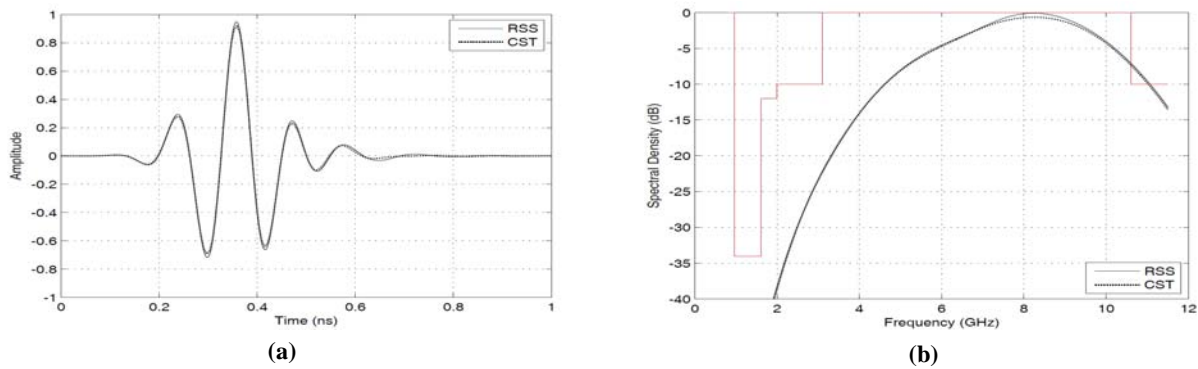 1
0.8
0.6
0.4
0.2
0
-0.2
-0.4
-0.6
-0.8
-1
Amplitude
RSS
CST
0 0.2 0.4 0.6 0.8 1
Time (ns)
(a)
0
-5
-10
-15
-20
-25
-30
-35
-40
Spectral Density (dB)
RSS
CST
0 2 4 6 8 10 12
Frequency (GHz)
(b)